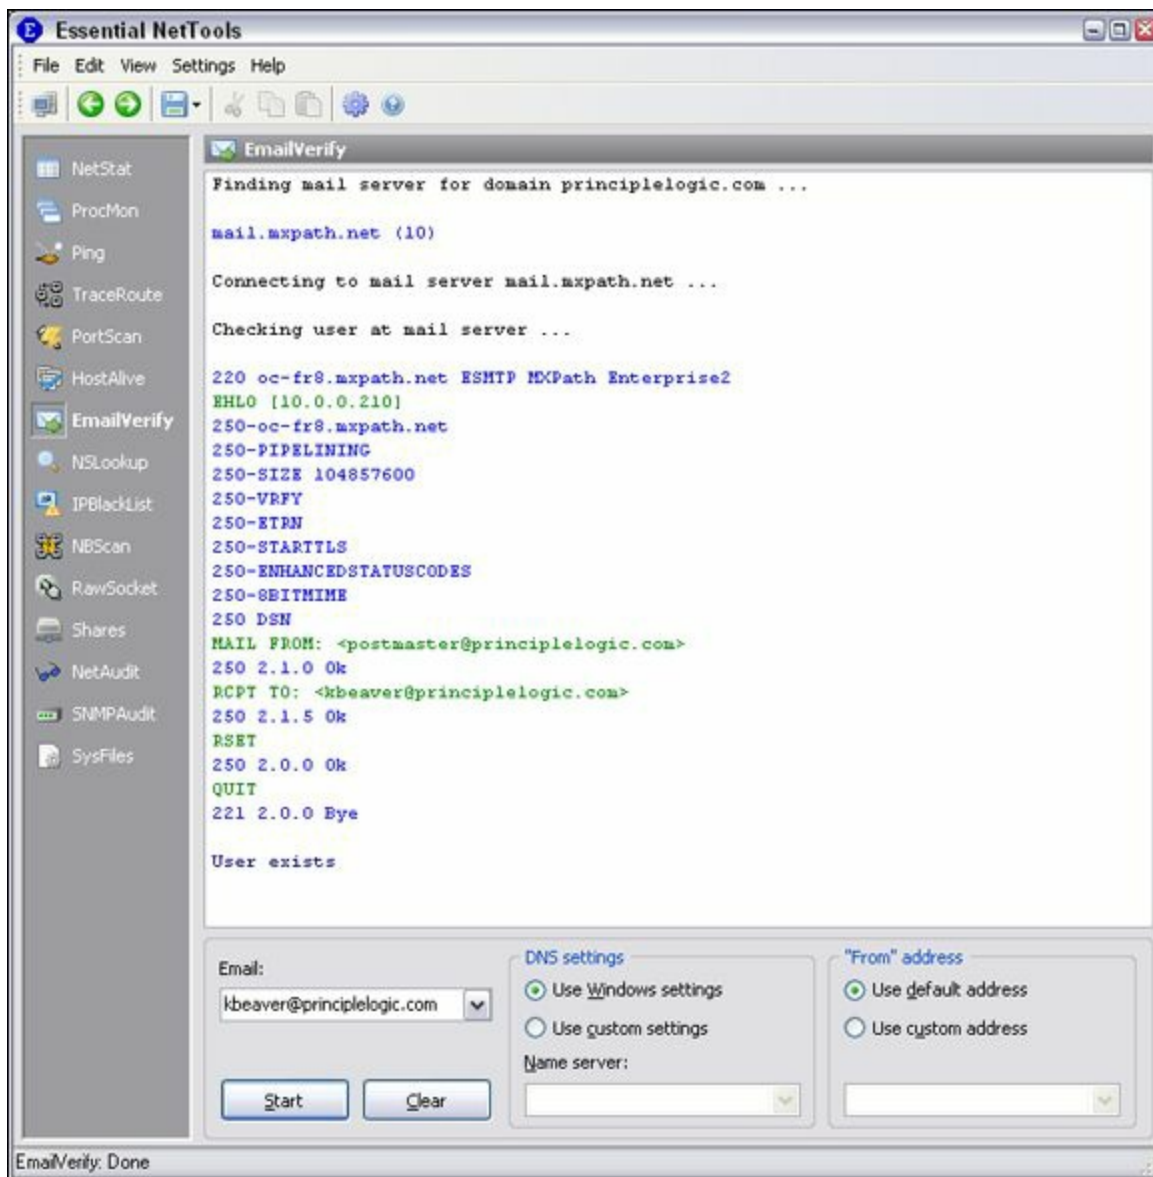 Essential NetTools
File Edit View Settings Help
NetStat
ProcMon
Ping
TraceRoute
PortScan
HostAlive
EmailVerify
NSLookup
IPBlackList
NBScan
RawSocket
Shares
NetAudit
SNMPAudit
SysFiles
EmailVerify
Finding mail server for domain principlelogic.com ...
mail.mxpath.net (10)
Connecting to mail server mail.mxpath.net ...
Checking user at mail server ...
220 oc-fr8.mxpath.net ESMTP MXPath Enterprise2
EHLO [10.0.0.210]
250-oc-fr8.mxpath.net
250-PIPELINING
250-SIZE 104857600
250-VRFY
250-ETRN
250-STARTTLS
250-ENHANCEDSTATUSCODES
250-8BITMIME
250 DSN
MAIL FROM: <postmaster@principlelogic.com>
250 2.1.0 Ok
RCPT TO: <kbeaver@principlelogic.com>
250 2.1.5 Ok
RSET
250 2.0.0 Ok
QUIT
221 2.0.0 Bye
User exists
Email:
kbeaver@principlelogic.com
Start Clear
DNS settings
Use Windows settings
Use custom settings
Name server:
"From" address
Use default address
Use custom address
EmailVerify: Done